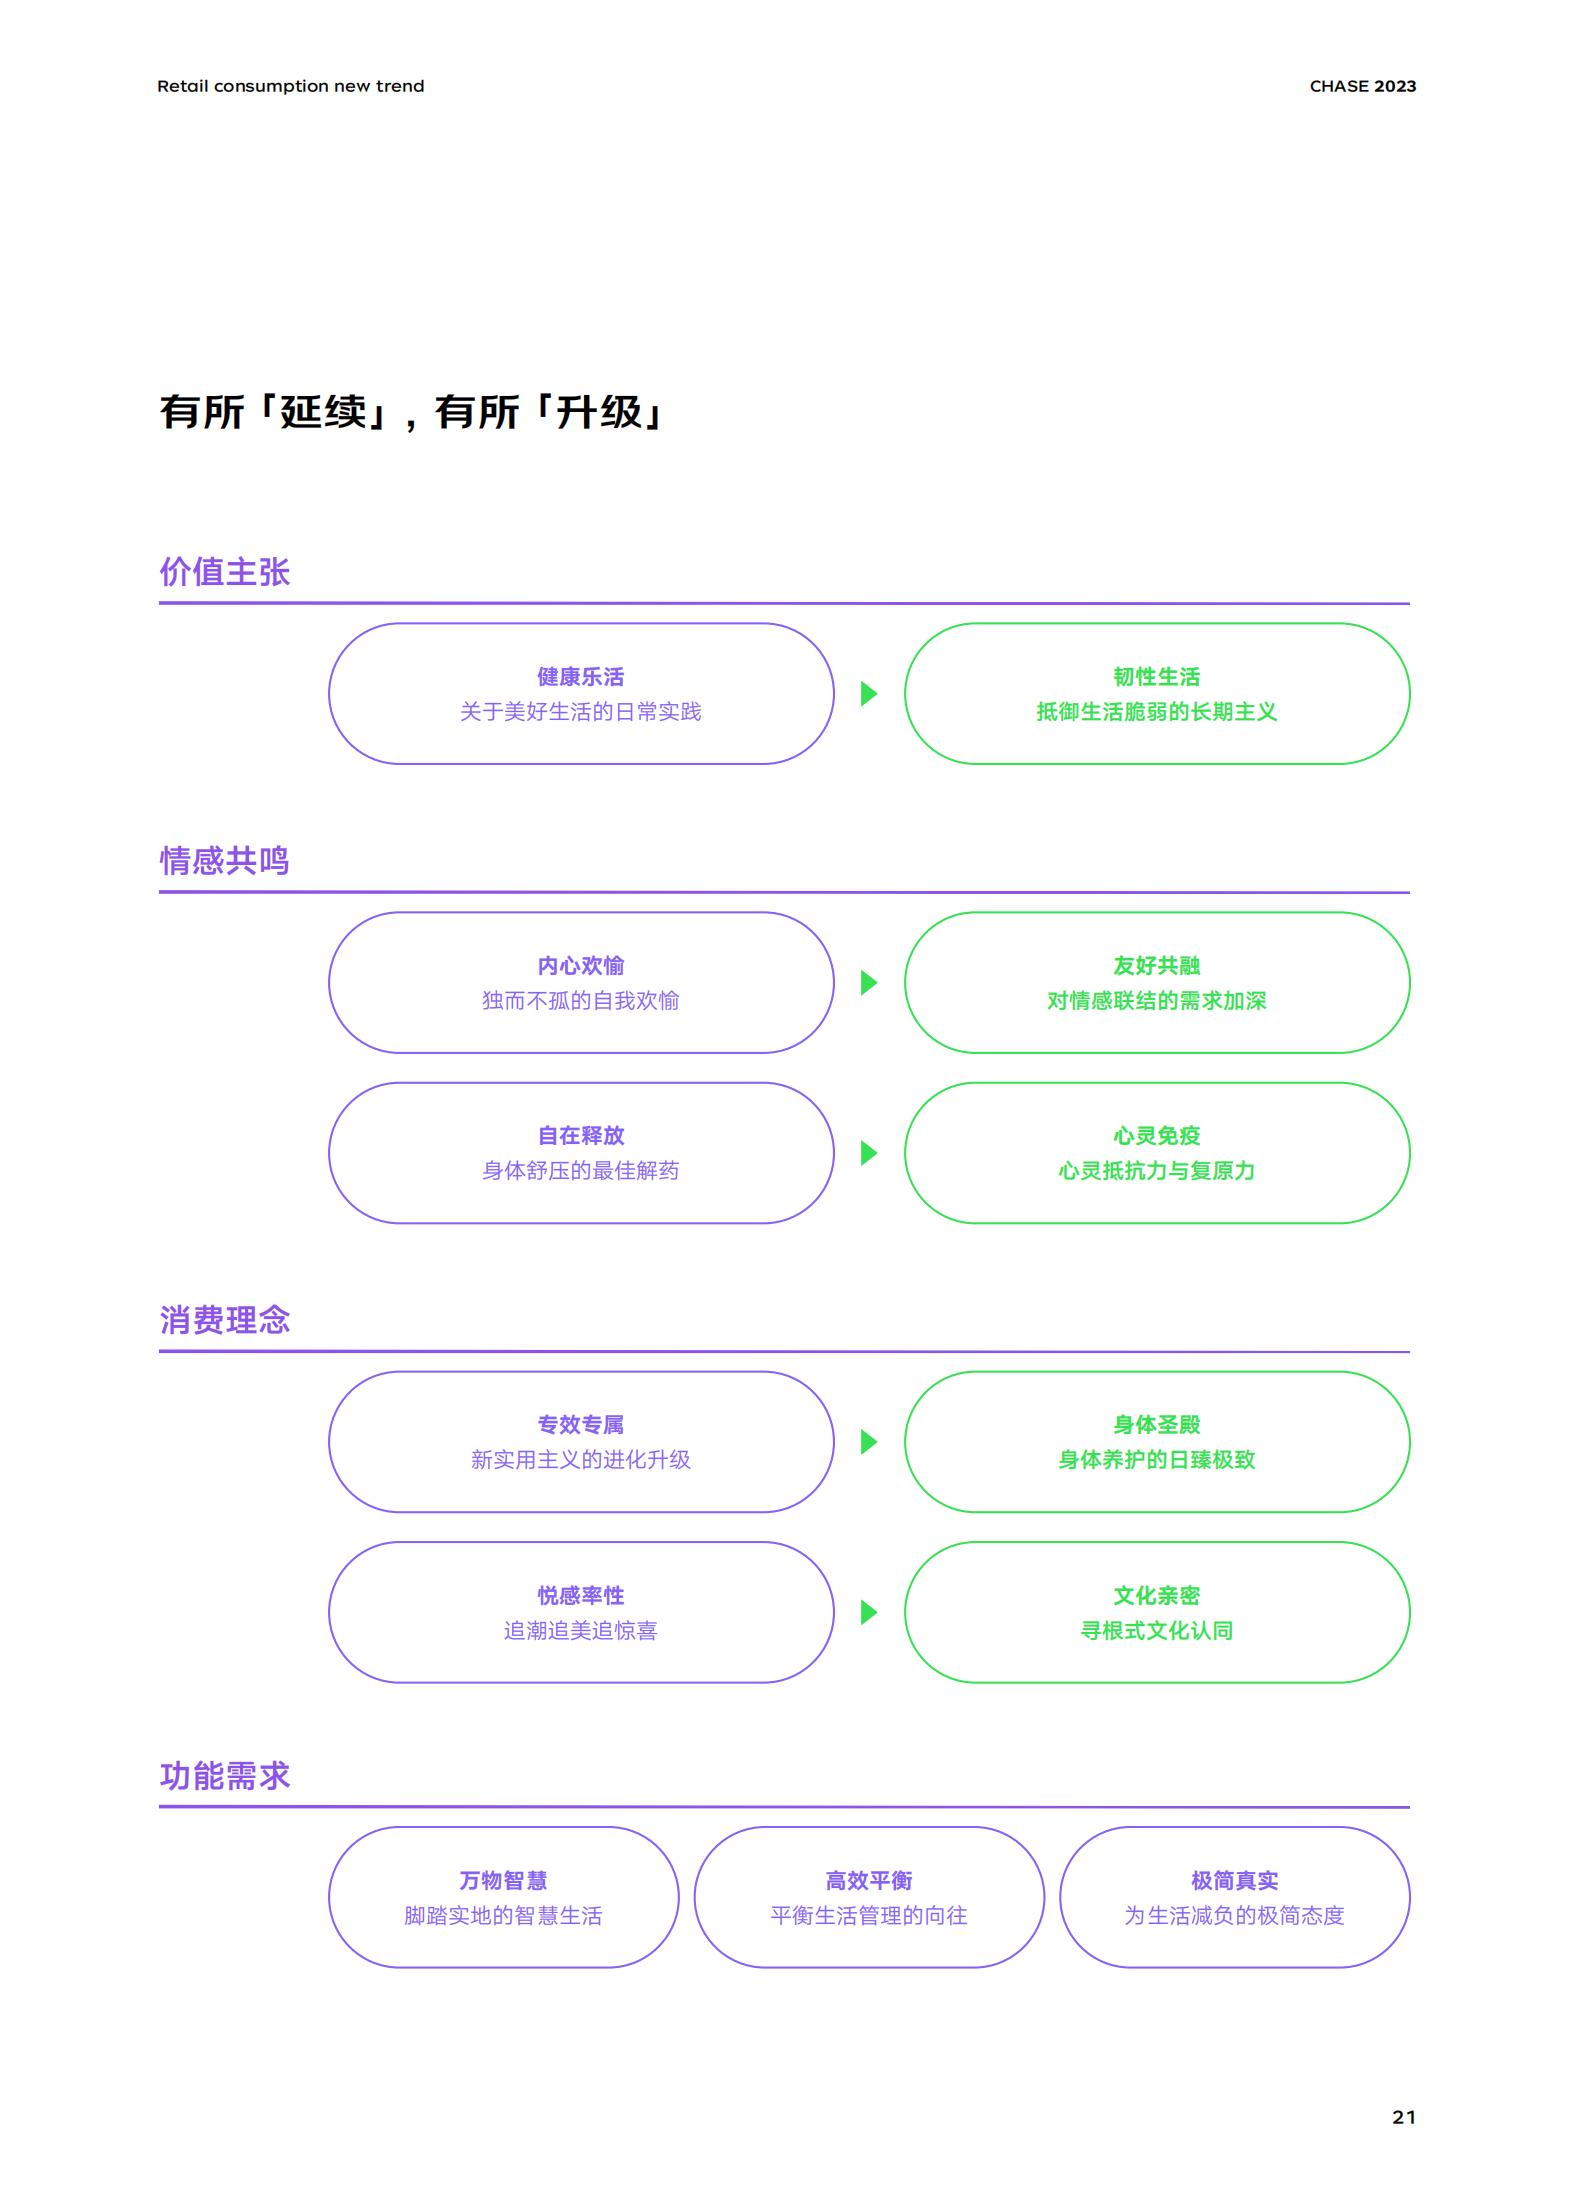 Retail consumption new trend
CHASE 2023
有所「延续」, 有所「升级」
价值主张
健康乐活
关于美好生活的日常实践
韧性生活
抵御生活脆弱的长期主义
情感共鸣
内心欢愉
独而不孤的自我欢愉
友好共融
对情感联结的需求加深
自在释放
身体舒压的最佳解药
心灵免疫
心灵抵抗力与复原力
消费理念
专效专属
新实用主义的进化升级
身体圣殿
身体养护的日臻极致
悦感率性
追潮追美追惊喜
文化亲密
寻根式文化认同
功能需求
万物智慧
脚踏实地的智慧生活
高效平衡
平衡生活管理的向往
极简真实
为生活减负的极简态度
21